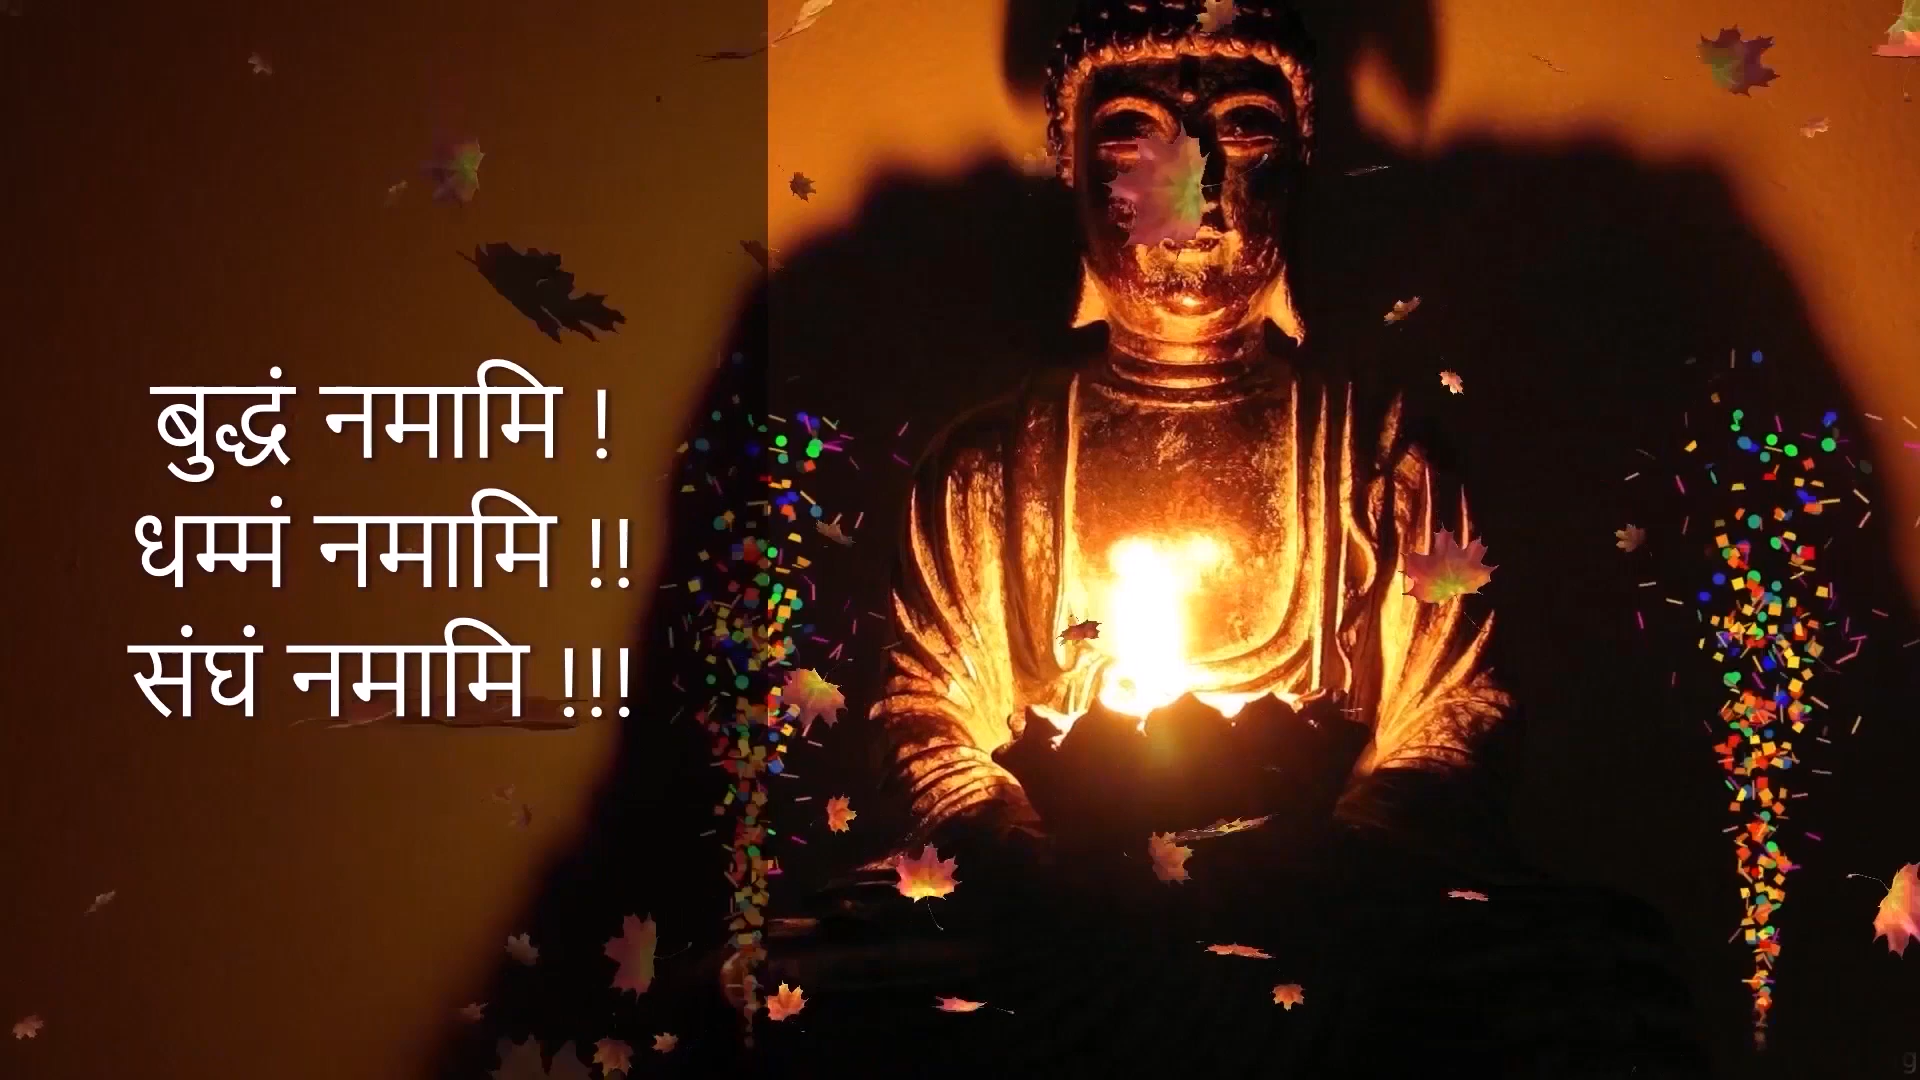 बुद्धं नमामि !
धम्मं नमामि !!
संघं नमामि !!!
g